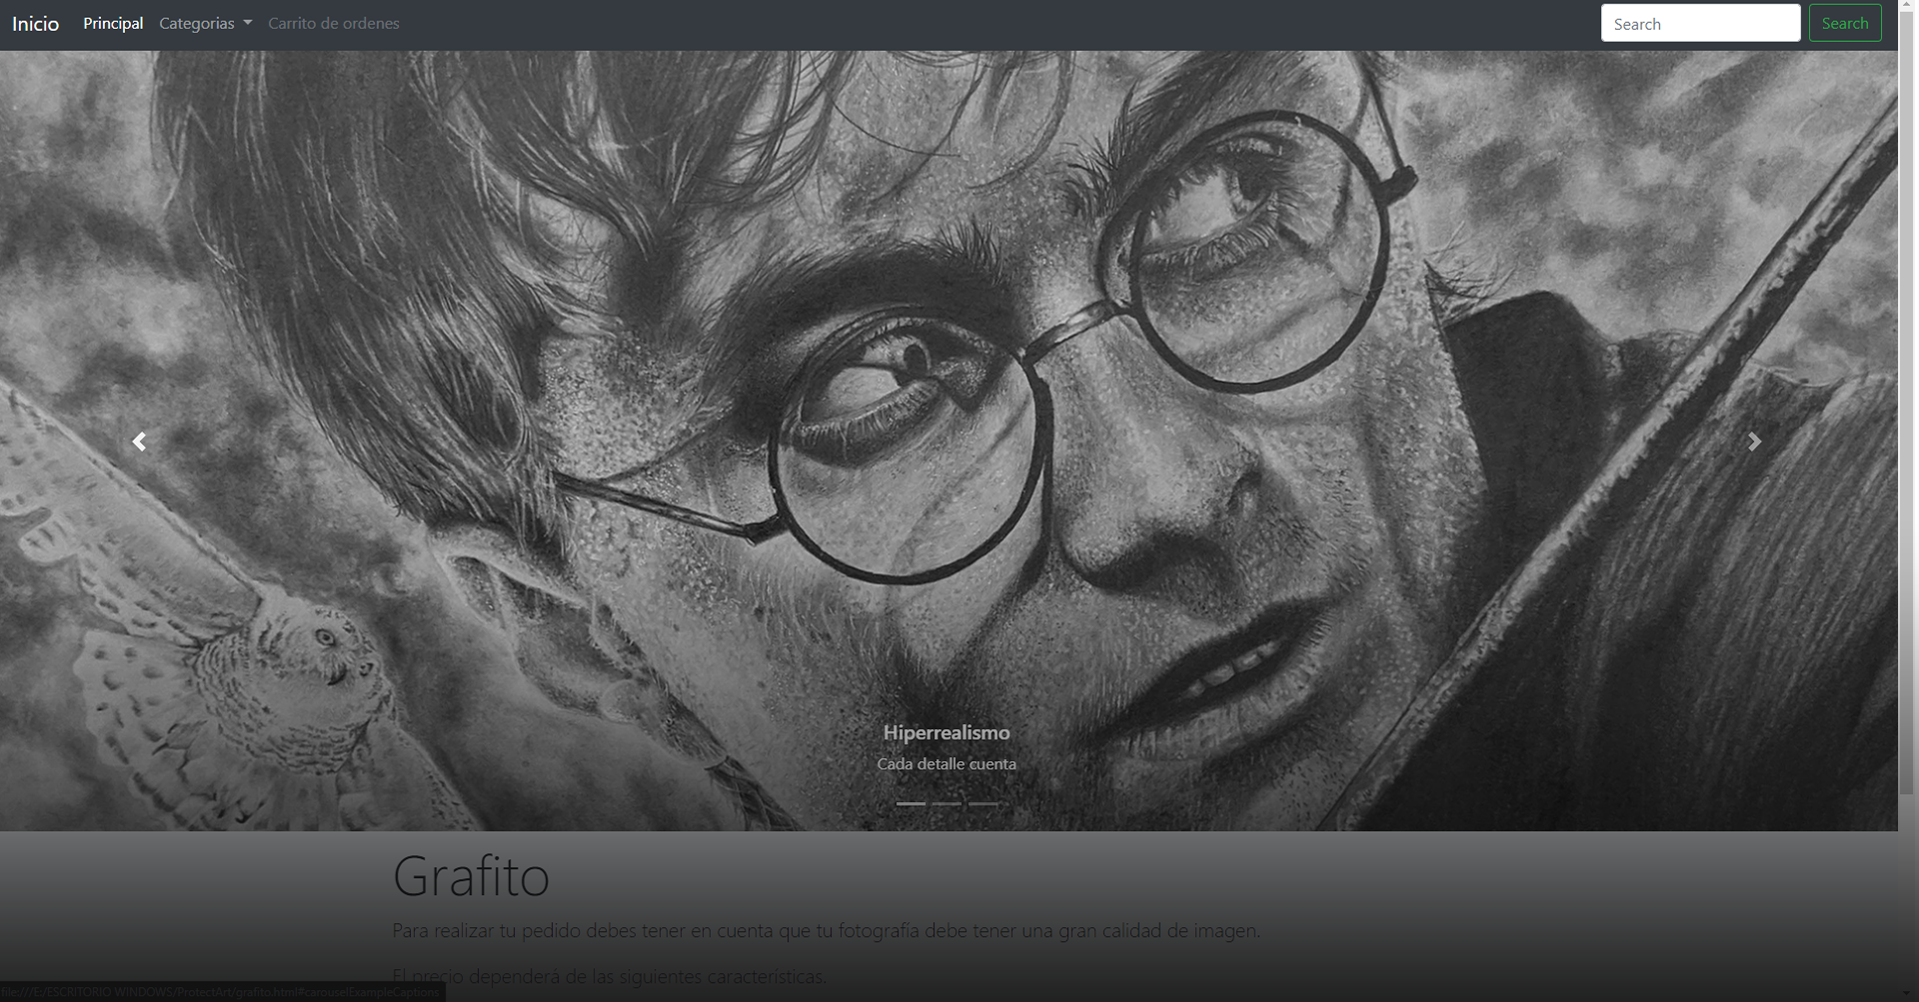 Inicio Principal Categorias Carrito de ordenes Search Search
Hiperrealismo
Cada detalle cuenta
Grafito
Para realizar tu pedido debes tener en cuenta que tu fotografia debe tener una gran calidad de imagen.
El precio dependerá de las siguientes características.
file:///E:/ESCRITORIO WINDOWS/ProtectArt/grafito.html#carouselExampleCaptions